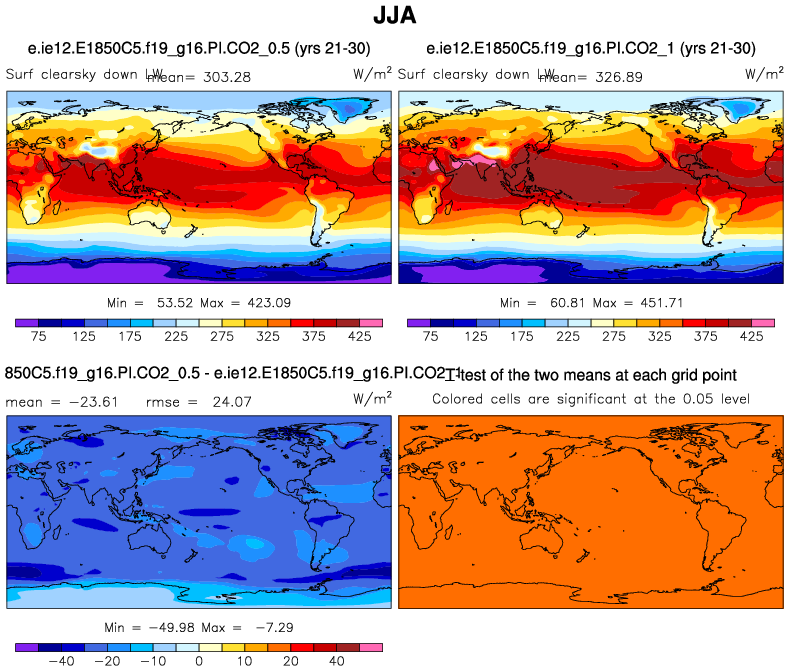 JJA
e.ie12.E1850C5.f19_g16.PI.CO2_0.5 (yrs 21-30)
e.ie12.E1850C5.f19_g16.PI.CO2_1 (yrs 21-30)
Surf clearsky down LW mean= 303.28 W/m²
Surf clearsky down LW mean= 326.89 W/m²
Min = 53.52 Max = 423.09
Min = 60.81 Max = 451.71
75 125 175 225 275 325 375 425
75 125 175 225 275 325 375 425
850C5.f19_g16.PI.CO2_0.5 - e.ie12.E1850C5.f19_g16.PI.CO2_1
T-test of the two means at each grid point
mean = −23.61 rmse = 24.07 W/m²
Colored cells are significant at the 0.05 level
Min = −49.98 Max = −7.29
−40 −20 −10 0 10 20 40